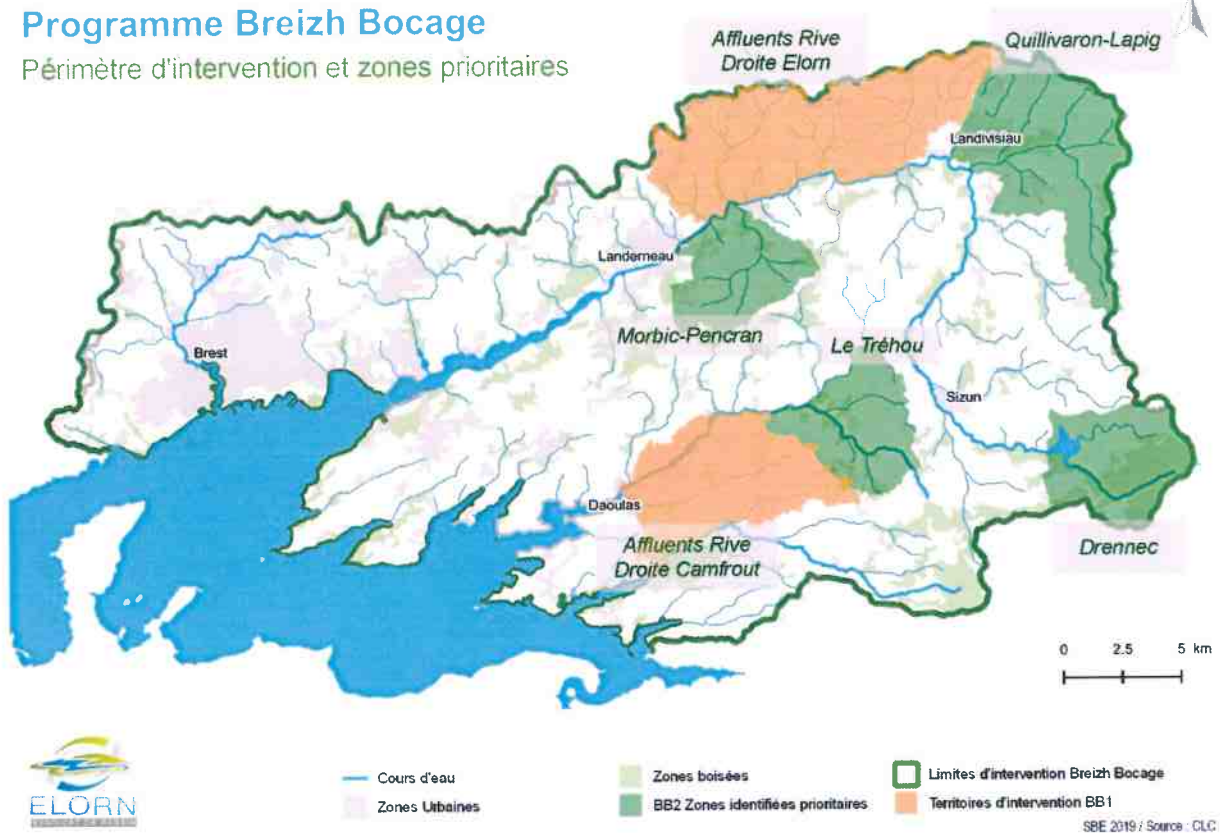 Programme Breizh Bocage
Périmètre d'intervention et zones prioritaires
Affluents Rive
Droite Elorn
Quillivaron-Lapig
Landivisiau
Landerneau
Morbic-Pencran
Le Tréhou
Brest
Sizun
Daoulas
Affluents Rive
Droite Camfrout
Drennec
0 2.5 5 km
ELORN
Cours d'eau
Zones Urbaines
Zones boisées
BB2 Zones identifiées prioritaires
Limites d'intervention Breizh Bocage
Territoires d'intervention BB1
SBE 2019 / Source : CLC